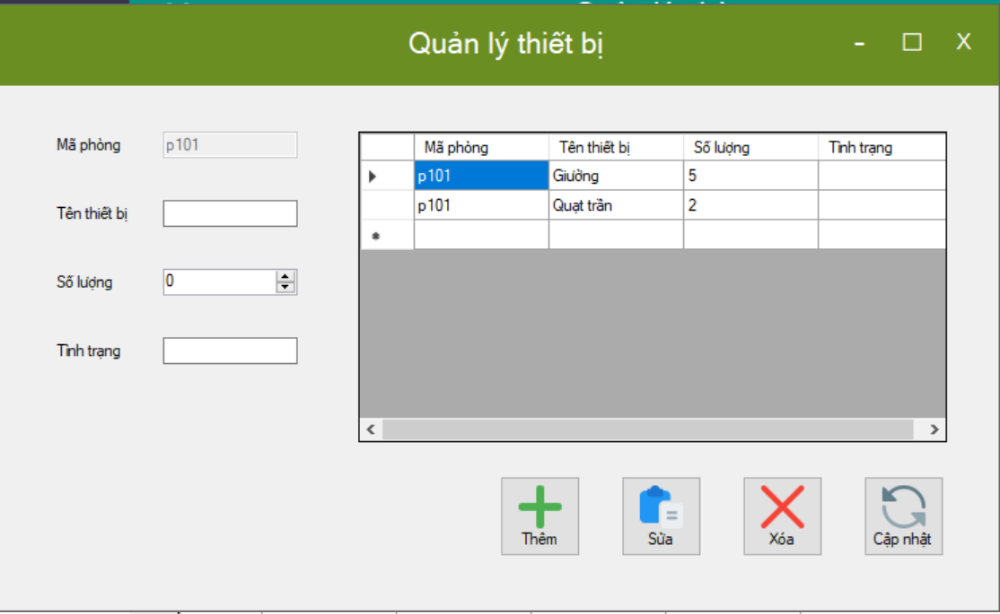 Quản lý thiết bị - □ X
Mã phòng p101
Tên thiết bị
Số lượng 0
Tình trạng
Mã phòng Tên thiết bị Số lượng Tình trạng
p101 Giường 5
p101 Quạt trần 2
Thêm Sửa Xóa Cập nhật